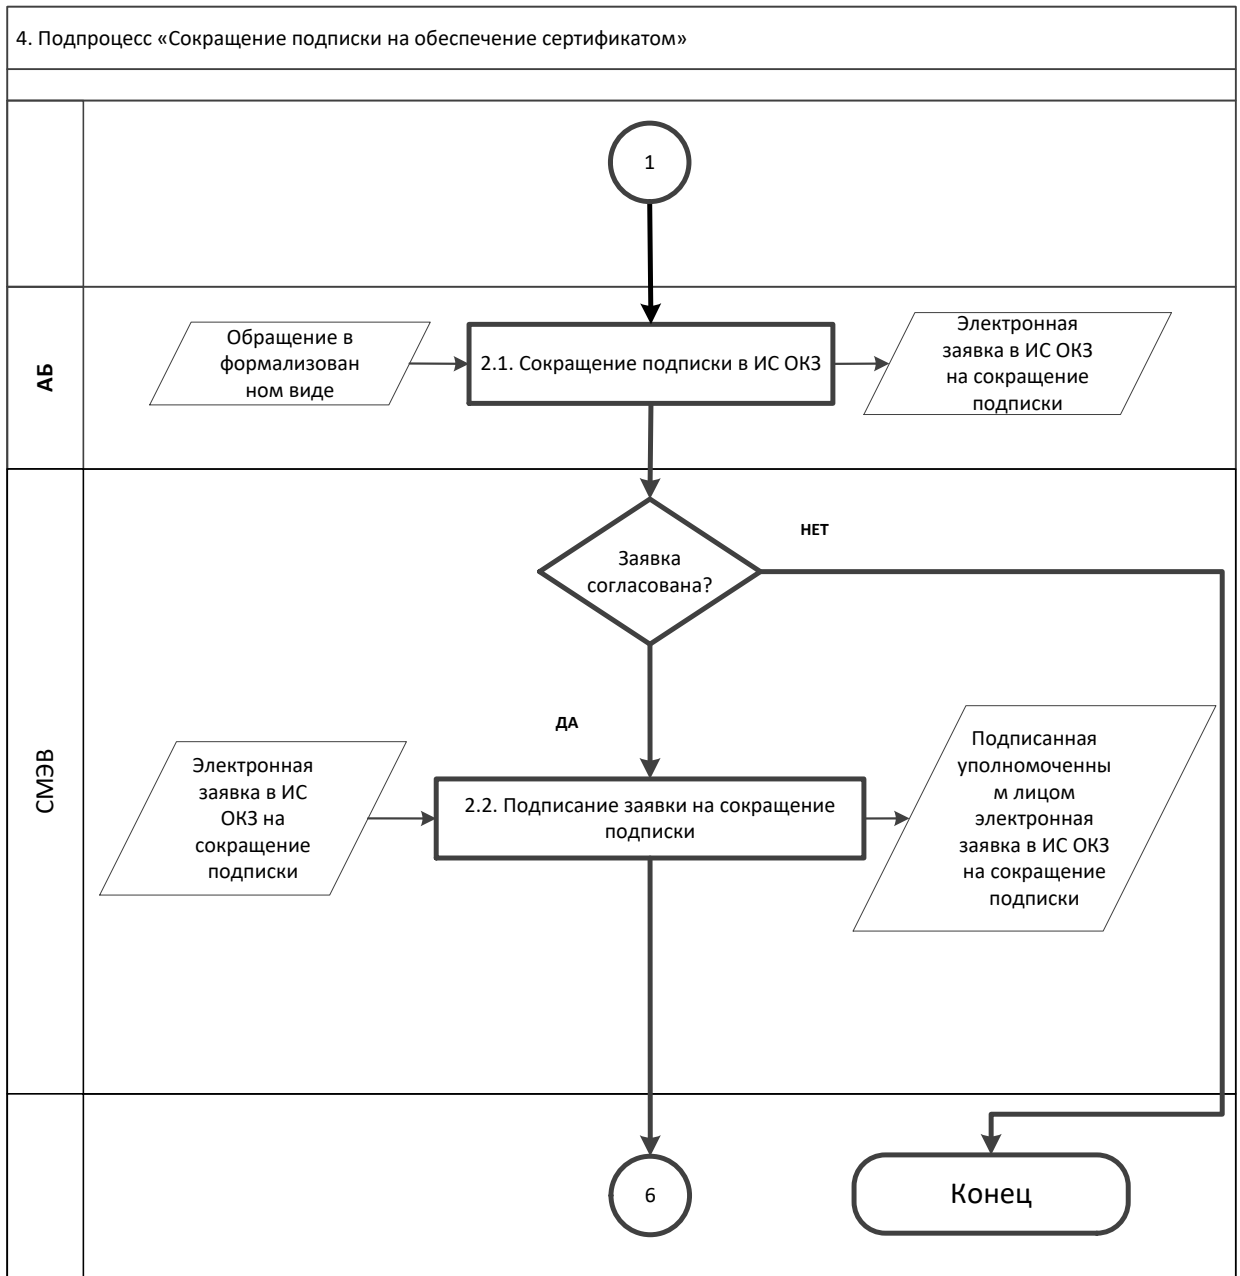 4. Подпроцесс «Сокращение подписки на обеспечение сертификатом»
1
АБ
Обращение в
формализован
ном виде
2.1. Сокращение подписки в ИС ОКЗ
Электронная
заявка в ИС ОКЗ
на сокращение
подписки
СМЭВ
Заявка
согласована?
НЕТ
ДА
Электронная
заявка в ИС
ОКЗ на
сокращение
подписки
2.2. Подписание заявки на сокращение
подписки
Подписанная
уполномоченны
м лицом
электронная
заявка в ИС ОКЗ
на сокращение
подписки
6
Конец